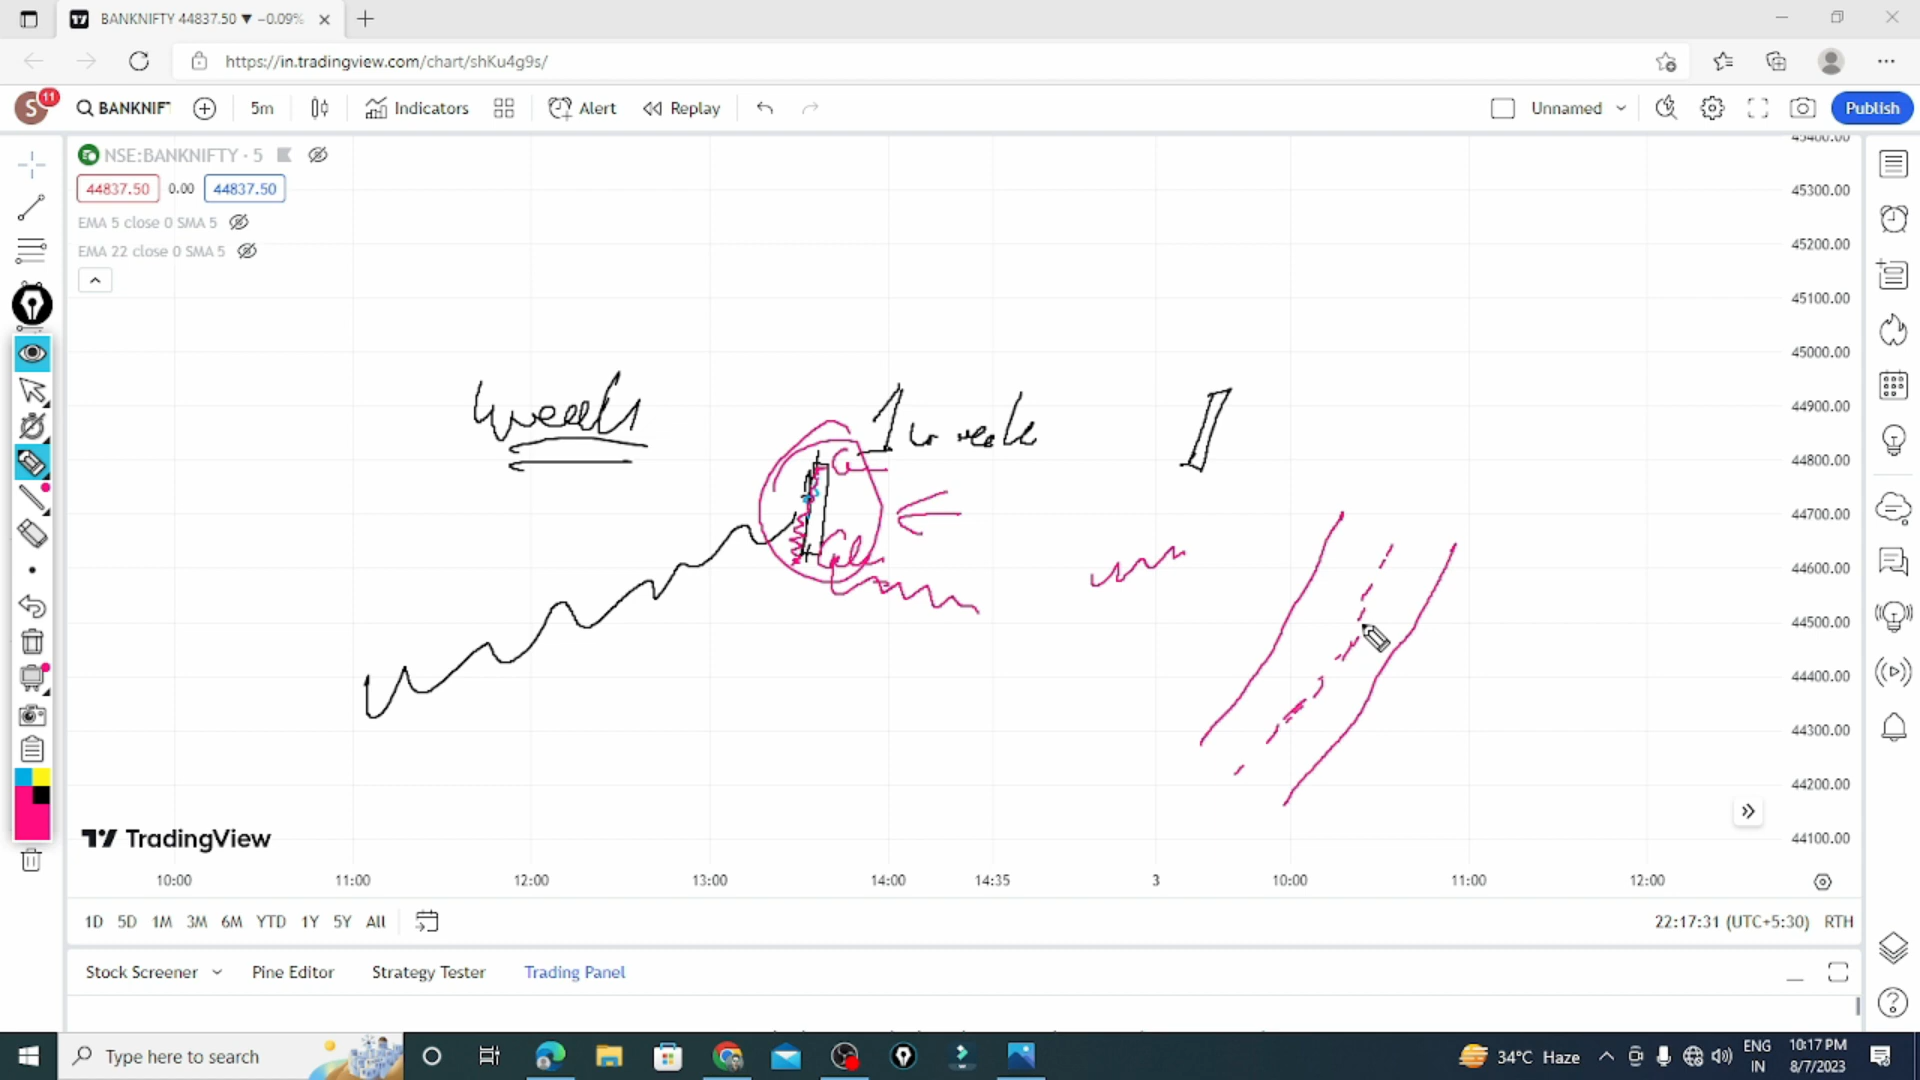 BANKNIFTY 44837.50 ▼ −0.09%
https://in.tradingview.com/chart/shKu4g9s/
S 11 BANKNIF 5m Indicators Alert Replay Unnamed Publish
NSE:BANKNIFTY · 5
44837.50 0.00 44837.50
EMA 5 close 0 SMA 5
EMA 22 close 0 SMA 5
45400.00
45300.00
45200.00
45100.00
45000.00
44900.00
44800.00
44700.00
44600.00
44500.00
44400.00
44300.00
44200.00
44100.00
1 week
TradingView
10:00 11:00 12:00 13:00 14:00 14:35 3 10:00 11:00 12:00
1D 5D 1M 3M 6M YTD 1Y 5Y All 22:17:31 (UTC+5:30) RTH
Stock Screener Pine Editor Strategy Tester Trading Panel
Type here to search 34°C Haze ENG IN 10:17 PM 8/7/2023